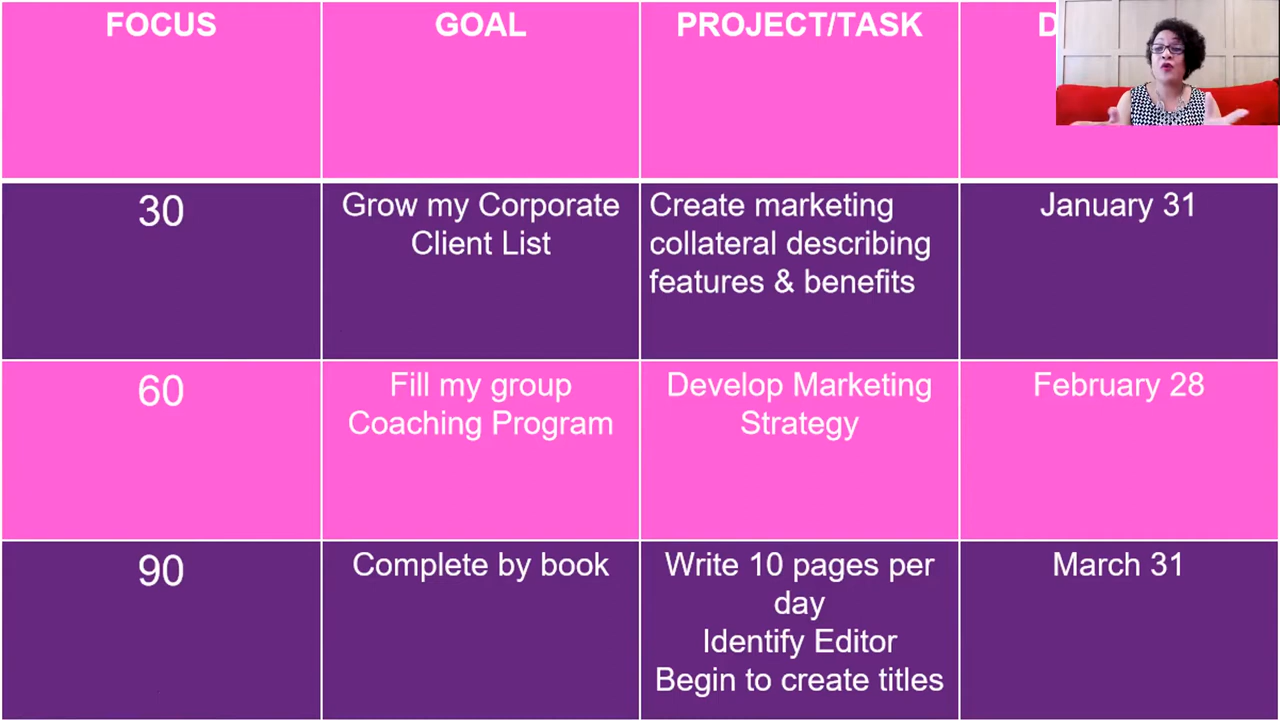 FOCUS
GOAL
PROJECT/TASK
30
Grow my Corporate
Client List
Create marketing
collateral describing
features & benefits
January 31
60
Fill my group
Coaching Program
Develop Marketing
Strategy
February 28
90
Complete by book
Write 10 pages per
day
Identify Editor
Begin to create titles
March 31